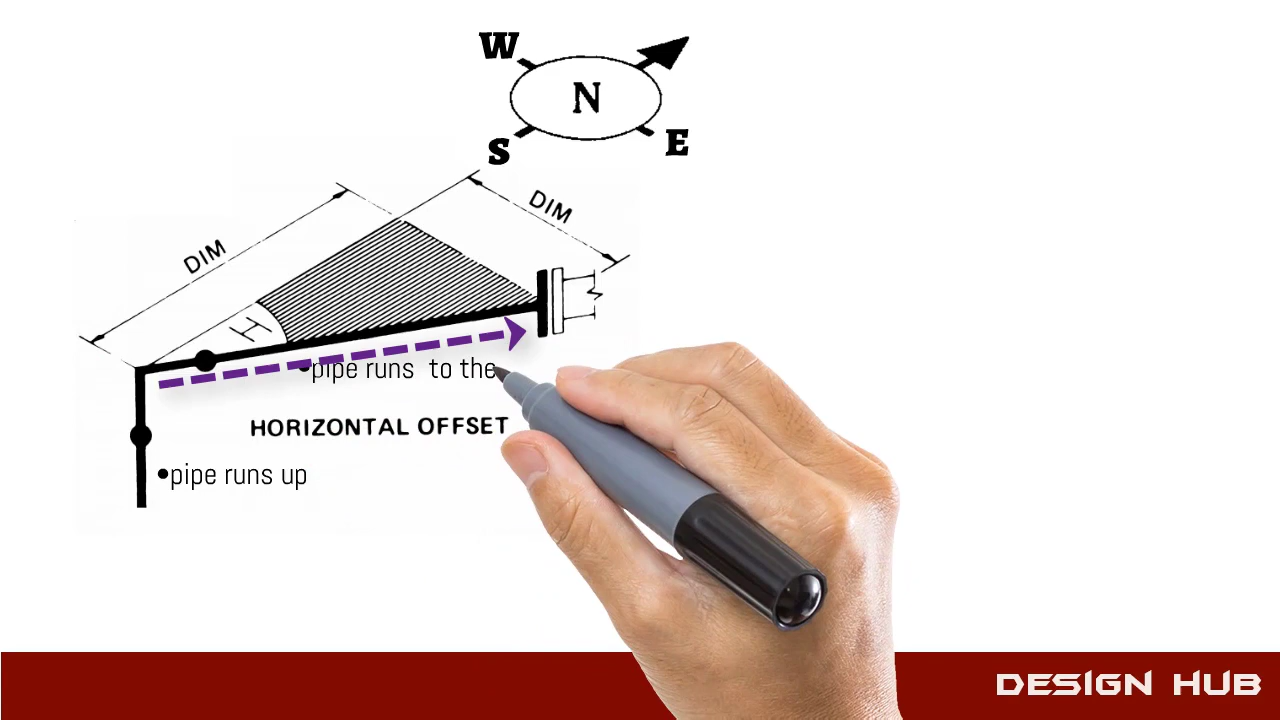 W
N
S
E
DIM
DIM
H
•pipe runs  to the
HORIZONTAL OFFSET
•pipe runs up
DESIGN HUB